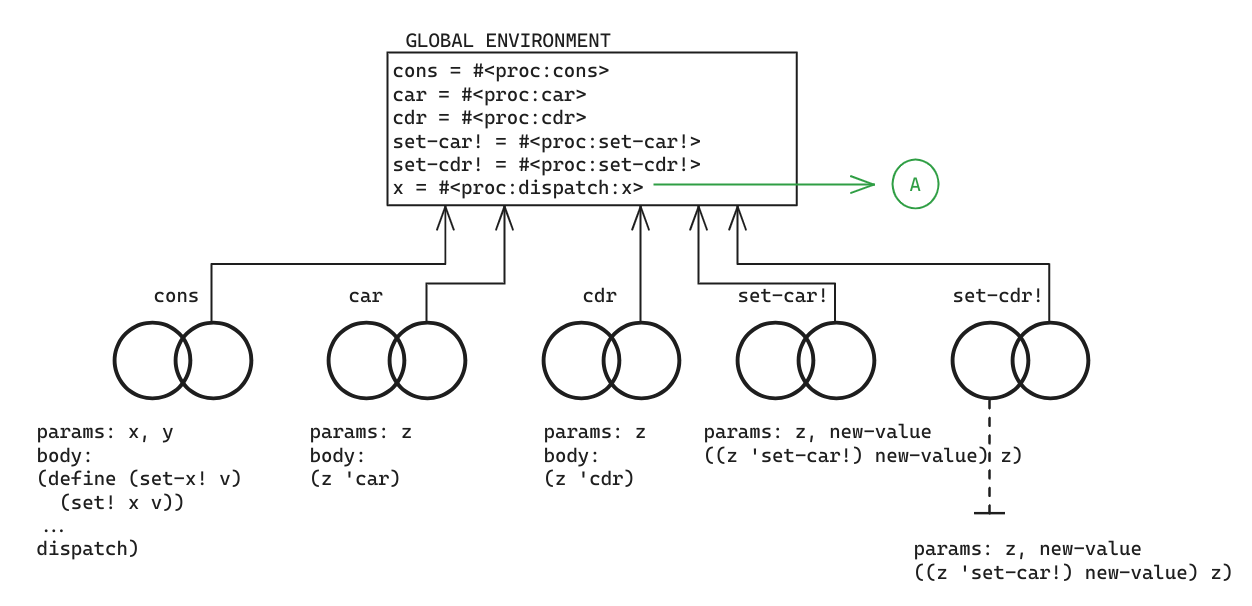 GLOBAL ENVIRONMENT
cons = #<proc:cons>
car = #<proc:car>
cdr = #<proc:cdr>
set-car! = #<proc:set-car!>
set-cdr! = #<proc:set-cdr!>
x = #<proc:dispatch:x>
A
cons
car
cdr
set-car!
set-cdr!
params: x, y
body:
(define (set-x! v)
(set! x v))
...
dispatch)
params: z
body:
(z 'car)
params: z
body:
(z 'cdr)
params: z, new-value
((z 'set-car!) new-value) z)
params: z, new-value
((z 'set-car!) new-value) z)